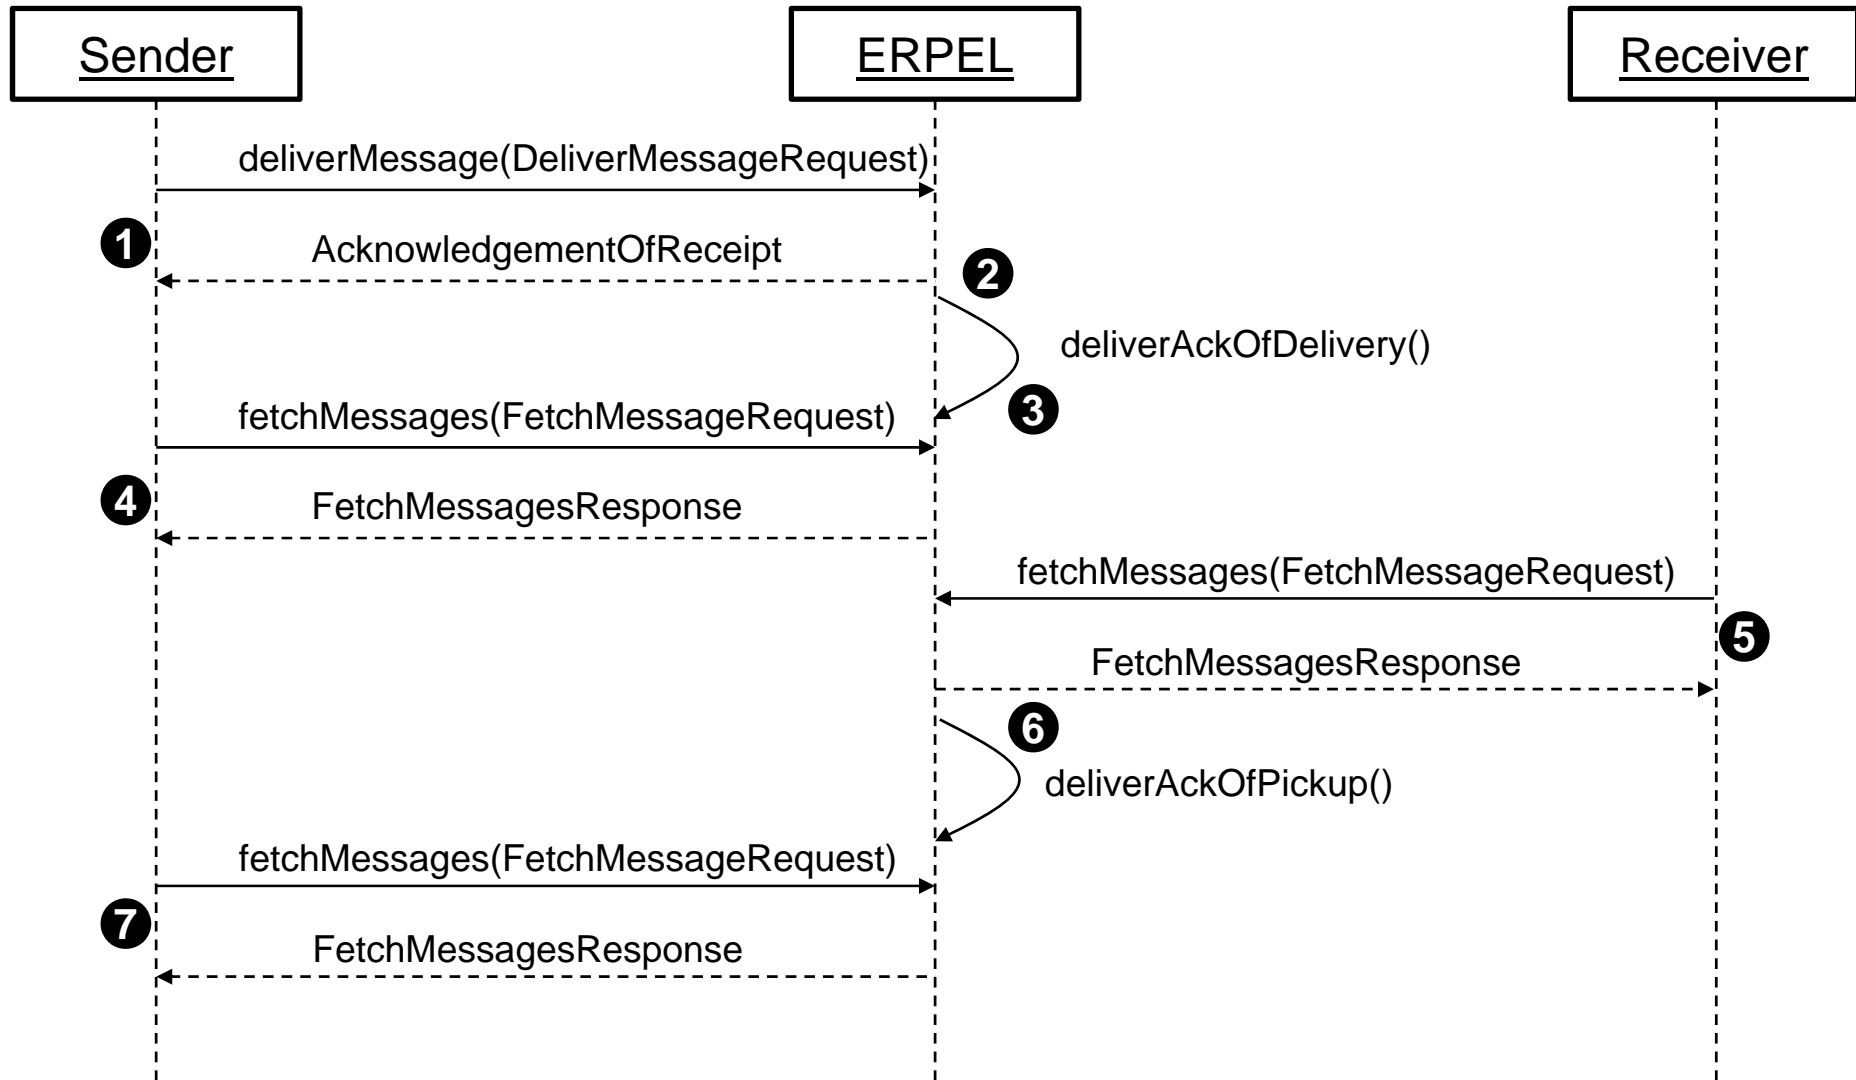 Sender
ERPEL
Receiver
deliverMessage(DeliverMessageRequest)
1
AcknowledgementOfReceipt
2
deliverAckOfDelivery()
3
fetchMessages(FetchMessageRequest)
4
FetchMessagesResponse
fetchMessages(FetchMessageRequest)
5
FetchMessagesResponse
6
deliverAckOfPickup()
fetchMessages(FetchMessageRequest)
7
FetchMessagesResponse